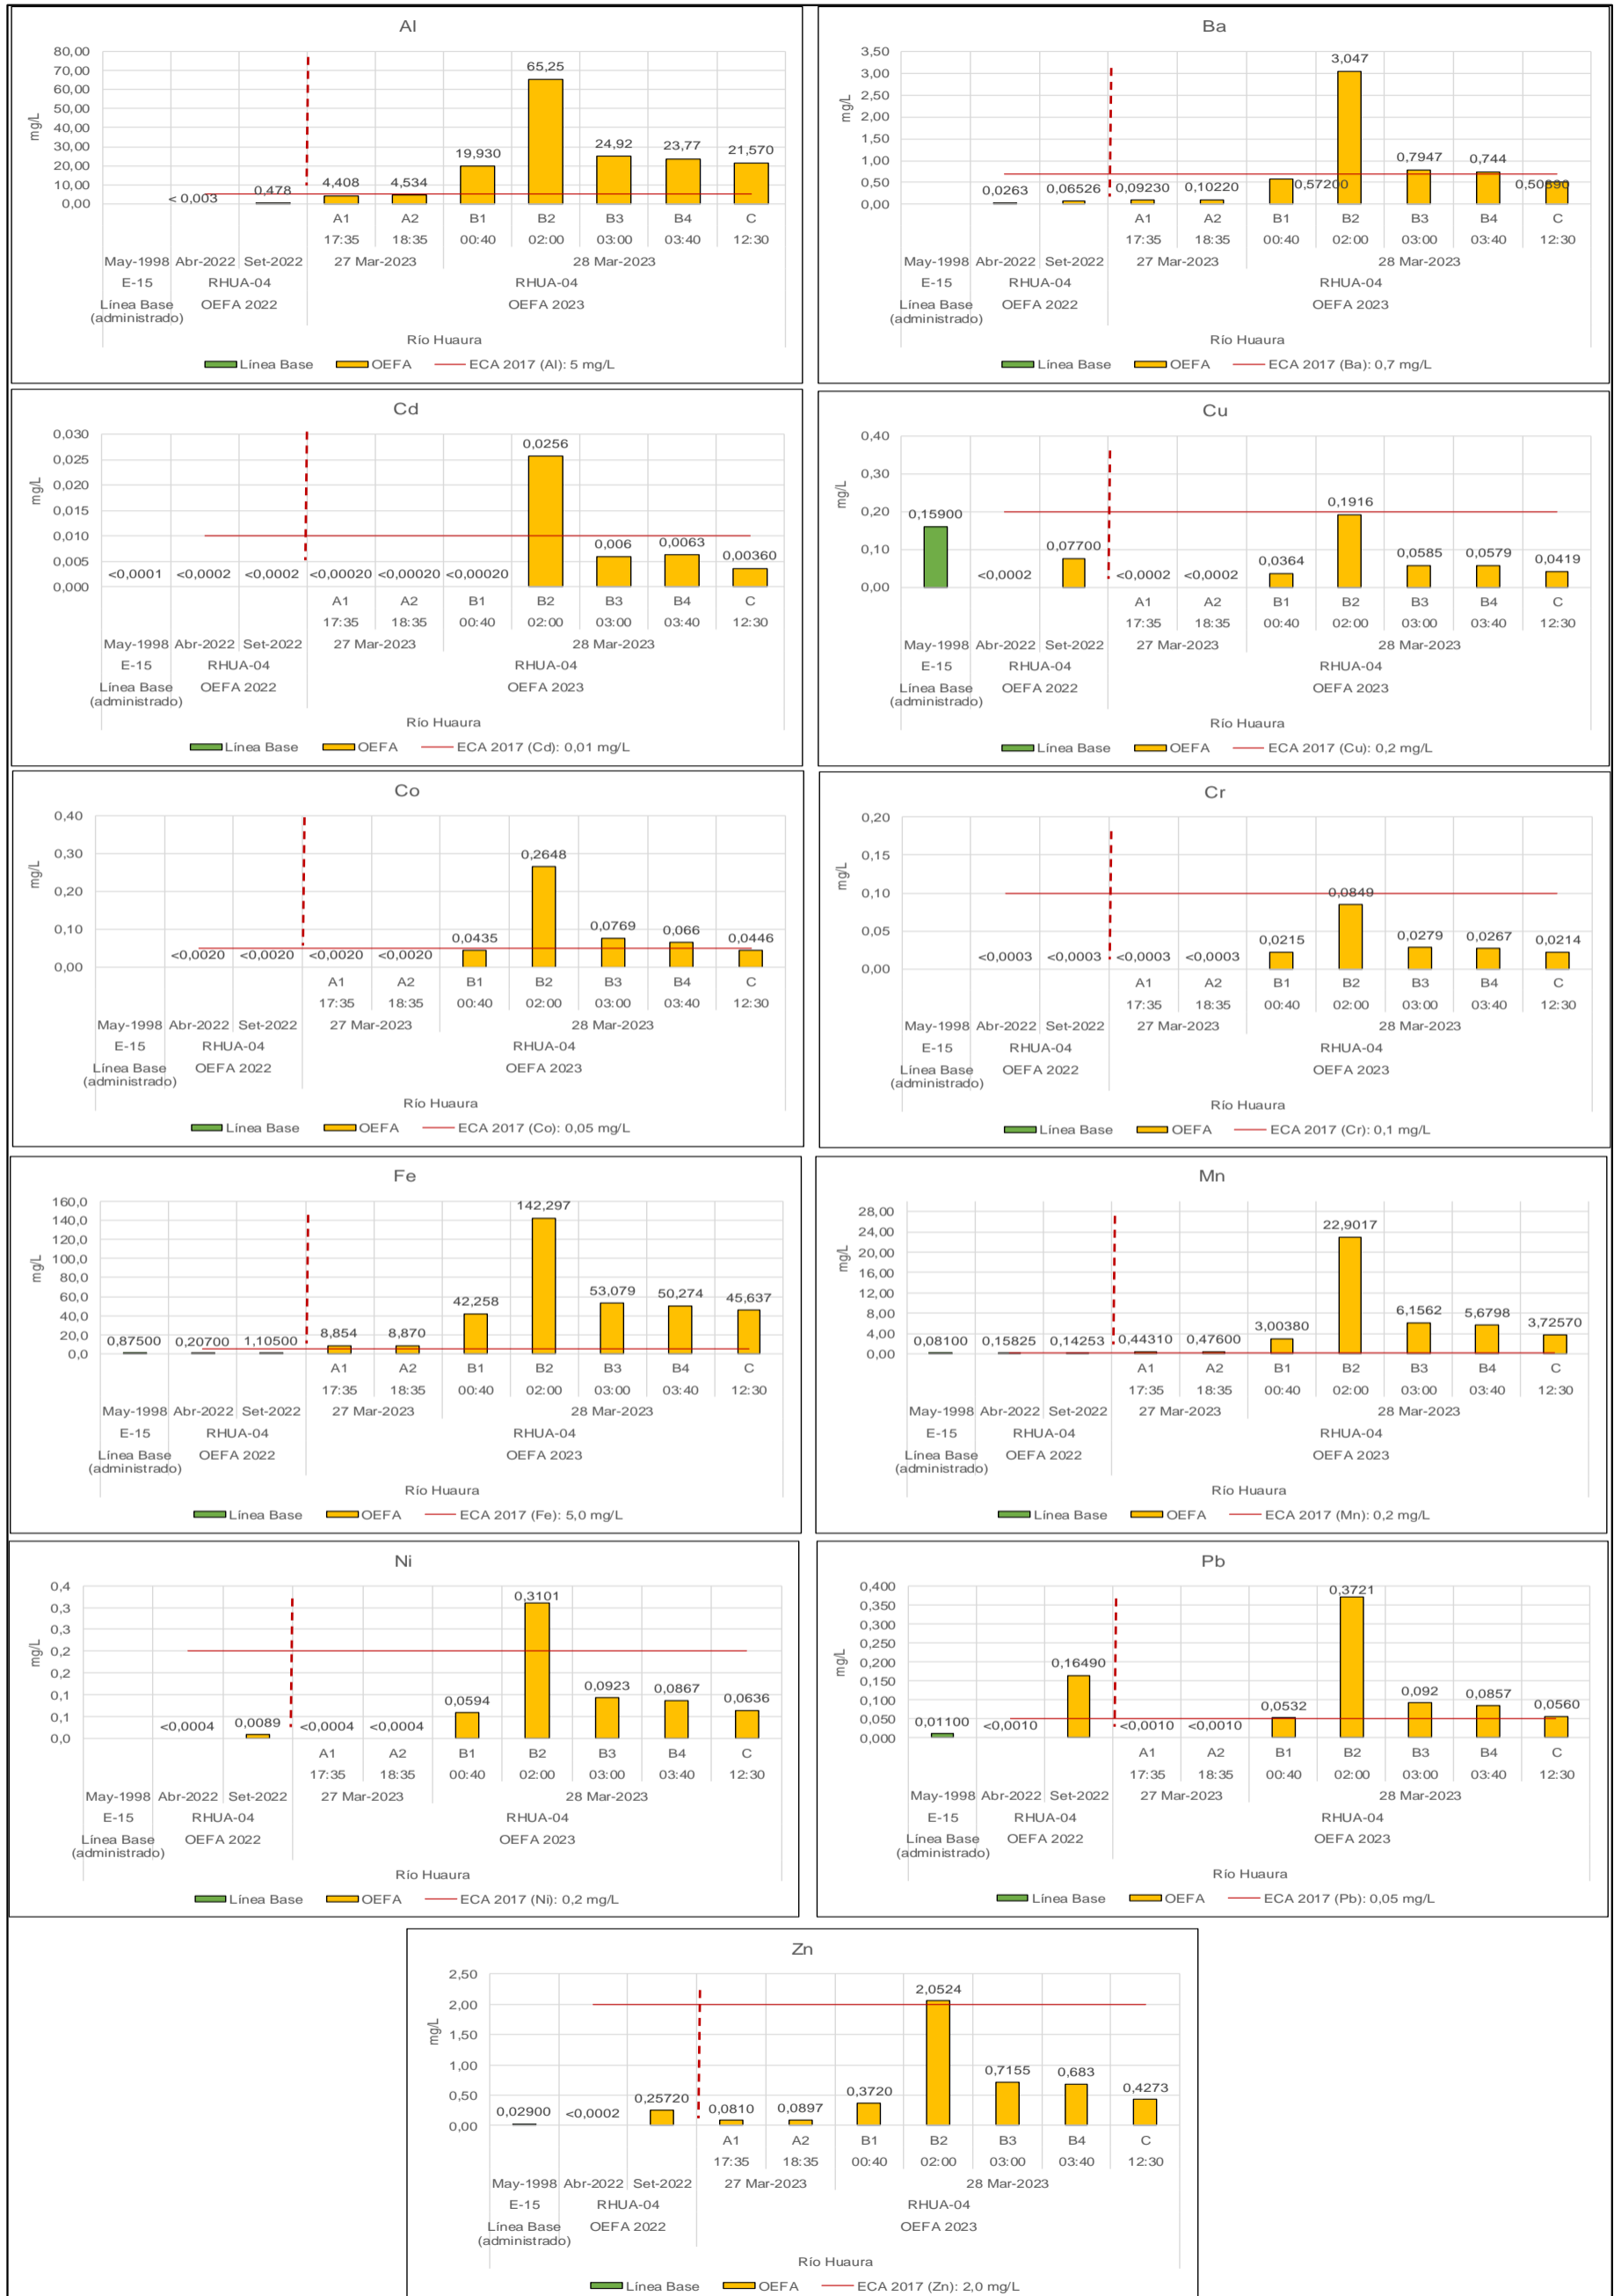 Al
80,00
70,00
60,00
50,00
40,00
30,00
20,00
10,00
0,00
mg/L
< 0,003
0,478
4,408
4,534
19,930
65,25
24,92
23,77
21,570
A1 A2 B1 B2 B3 B4 C
17:35 18:35 00:40 02:00 03:00 03:40 12:30
May-1998 Abr-2022 Set-2022 27 Mar-2023 28 Mar-2023
E-15 RHUA-04 RHUA-04
Línea Base (administrado) OEFA 2022 OEFA 2023
Río Huaura
Línea Base OEFA ECA 2017 (Al): 5 mg/L
Ba
3,50
3,00
2,50
2,00
1,50
1,00
0,50
0,00
mg/L
0,0263
0,06526
0,09230
0,10220
0,57200
3,047
0,7947
0,744
0,50890
A1 A2 B1 B2 B3 B4 C
17:35 18:35 00:40 02:00 03:00 03:40 12:30
May-1998 Abr-2022 Set-2022 27 Mar-2023 28 Mar-2023
E-15 RHUA-04 RHUA-04
Línea Base (administrado) OEFA 2022 OEFA 2023
Río Huaura
Línea Base OEFA ECA 2017 (Ba): 0,7 mg/L
Cd
0,030
0,025
0,020
0,015
0,010
0,005
0,000
mg/L
<0,0001
<0,0002
<0,0002
<0,00020
<0,00020
<0,00020
0,0256
0,006
0,0063
0,00360
A1 A2 B1 B2 B3 B4 C
17:35 18:35 00:40 02:00 03:00 03:40 12:30
May-1998 Abr-2022 Set-2022 27 Mar-2023 28 Mar-2023
E-15 RHUA-04 RHUA-04
Línea Base (administrado) OEFA 2022 OEFA 2023
Río Huaura
Línea Base OEFA ECA 2017 (Cd): 0,01 mg/L
Cu
0,40
0,30
0,20
0,10
0,00
mg/L
0,15900
<0,0002
0,07700
<0,0002
<0,0002
0,0364
0,1916
0,0585
0,0579
0,0419
A1 A2 B1 B2 B3 B4 C
17:35 18:35 00:40 02:00 03:00 03:40 12:30
May-1998 Abr-2022 Set-2022 27 Mar-2023 28 Mar-2023
E-15 RHUA-04 RHUA-04
Línea Base (administrado) OEFA 2022 OEFA 2023
Río Huaura
Línea Base OEFA ECA 2017 (Cu): 0,2 mg/L
Co
0,40
0,30
0,20
0,10
0,00
mg/L
<0,0020
<0,0020
<0,0020
<0,0020
0,0435
0,2648
0,0769
0,066
0,0446
A1 A2 B1 B2 B3 B4 C
17:35 18:35 00:40 02:00 03:00 03:40 12:30
May-1998 Abr-2022 Set-2022 27 Mar-2023 28 Mar-2023
E-15 RHUA-04 RHUA-04
Línea Base (administrado) OEFA 2022 OEFA 2023
Río Huaura
Línea Base OEFA ECA 2017 (Co): 0,05 mg/L
Cr
0,20
0,15
0,10
0,05
0,00
mg/L
<0,0003
<0,0003
<0,0003
<0,0003
0,0215
0,0849
0,0279
0,0267
0,0214
A1 A2 B1 B2 B3 B4 C
17:35 18:35 00:40 02:00 03:00 03:40 12:30
May-1998 Abr-2022 Set-2022 27 Mar-2023 28 Mar-2023
E-15 RHUA-04 RHUA-04
Línea Base (administrado) OEFA 2022 OEFA 2023
Río Huaura
Línea Base OEFA ECA 2017 (Cr): 0,1 mg/L
Fe
160,0
140,0
120,0
100,0
80,0
60,0
40,0
20,0
0,0
mg/L
0,87500
0,20700
1,10500
8,854
8,870
42,258
142,297
53,079
50,274
45,637
A1 A2 B1 B2 B3 B4 C
17:35 18:35 00:40 02:00 03:00 03:40 12:30
May-1998 Abr-2022 Set-2022 27 Mar-2023 28 Mar-2023
E-15 RHUA-04 RHUA-04
Línea Base (administrado) OEFA 2022 OEFA 2023
Río Huaura
Línea Base OEFA ECA 2017 (Fe): 5,0 mg/L
Mn
28,00
24,00
20,00
16,00
12,00
8,00
4,00
0,00
mg/L
0,08100
0,15825
0,14253
0,44310
0,47600
3,00380
22,9017
6,1562
5,6798
3,72570
A1 A2 B1 B2 B3 B4 C
17:35 18:35 00:40 02:00 03:00 03:40 12:30
May-1998 Abr-2022 Set-2022 27 Mar-2023 28 Mar-2023
E-15 RHUA-04 RHUA-04
Línea Base (administrado) OEFA 2022 OEFA 2023
Río Huaura
Línea Base OEFA ECA 2017 (Mn): 0,2 mg/L
Ni
0,4
0,3
0,3
0,2
0,2
0,1
0,1
0,0
mg/L
<0,0004
0,0089
<0,0004
<0,0004
0,0594
0,3101
0,0923
0,0867
0,0636
A1 A2 B1 B2 B3 B4 C
17:35 18:35 00:40 02:00 03:00 03:40 12:30
May-1998 Abr-2022 Set-2022 27 Mar-2023 28 Mar-2023
E-15 RHUA-04 RHUA-04
Línea Base (administrado) OEFA 2022 OEFA 2023
Río Huaura
Línea Base OEFA ECA 2017 (Ni): 0,2 mg/L
Pb
0,400
0,350
0,300
0,250
0,200
0,150
0,100
0,050
0,000
mg/L
0,01100
<0,0010
0,16490
<0,0010
<0,0010
0,0532
0,3721
0,092
0,0857
0,0560
A1 A2 B1 B2 B3 B4 C
17:35 18:35 00:40 02:00 03:00 03:40 12:30
May-1998 Abr-2022 Set-2022 27 Mar-2023 28 Mar-2023
E-15 RHUA-04 RHUA-04
Línea Base (administrado) OEFA 2022 OEFA 2023
Río Huaura
Línea Base OEFA ECA 2017 (Pb): 0,05 mg/L
Zn
2,50
2,00
1,50
1,00
0,50
0,00
mg/L
0,02900
<0,0002
0,25720
0,0810
0,0897
0,3720
2,0524
0,7155
0,683
0,4273
A1 A2 B1 B2 B3 B4 C
17:35 18:35 00:40 02:00 03:00 03:40 12:30
May-1998 Abr-2022 Set-2022 27 Mar-2023 28 Mar-2023
E-15 RHUA-04 RHUA-04
Línea Base (administrado) OEFA 2022 OEFA 2023
Río Huaura
Línea Base OEFA ECA 2017 (Zn): 2,0 mg/L